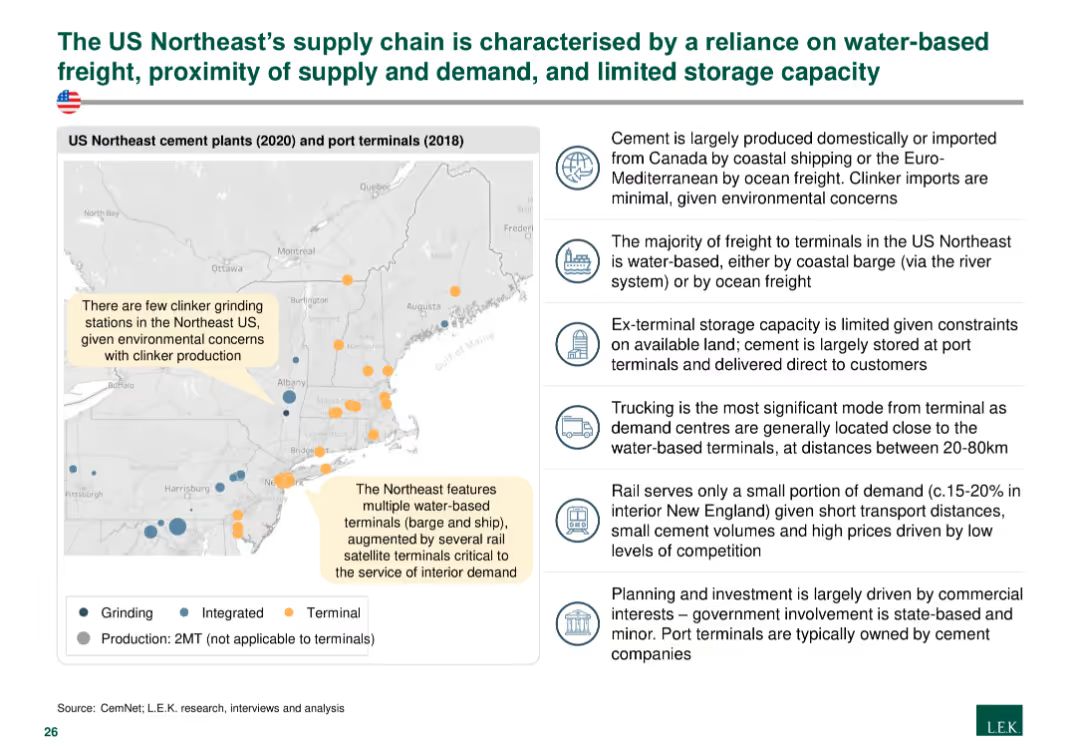 The US Northeast's supply chain is characterised by a reliance on water-based
freight, proximity of supply and demand, and limited storage capacity
US Northeast cement plants (2020) and port terminals (2018)
Quebec
North Bay
Montreal
Ottawa
Burlington
Augusta
Gulf of Maine
There are few clinker grinding
stations in the Northeast US,
given environmental concerns
with clinker production
Buffalo
Albany
Harrisburg
The Northeast features
multiple water-based
terminals (barge and ship),
augmented by several rail
satellite terminals critical to
the service of interior demand
Grinding
Integrated
Terminal
Production: 2MT (not applicable to terminals)
Cement is largely produced domestically or imported
from Canada by coastal shipping or the Euro-
Mediterranean by ocean freight. Clinker imports are
minimal, given environmental concerns
The majority of freight to terminals in the US Northeast
is water-based, either by coastal barge (via the river
system) or by ocean freight
Ex-terminal storage capacity is limited given constraints
on available land; cement is largely stored at port
terminals and delivered direct to customers
Trucking is the most significant mode from terminal as
demand centres are generally located close to the
water-based terminals, at distances between 20-80km
Rail serves only a small portion of demand (c.15-20% in
interior New England) given short transport distances,
small cement volumes and high prices driven by low
levels of competition
Planning and investment is largely driven by commercial
interests – government involvement is state-based and
minor. Port terminals are typically owned by cement
companies
Source: CemNet; L.E.K. research, interviews and analysis
26
L.E.K.